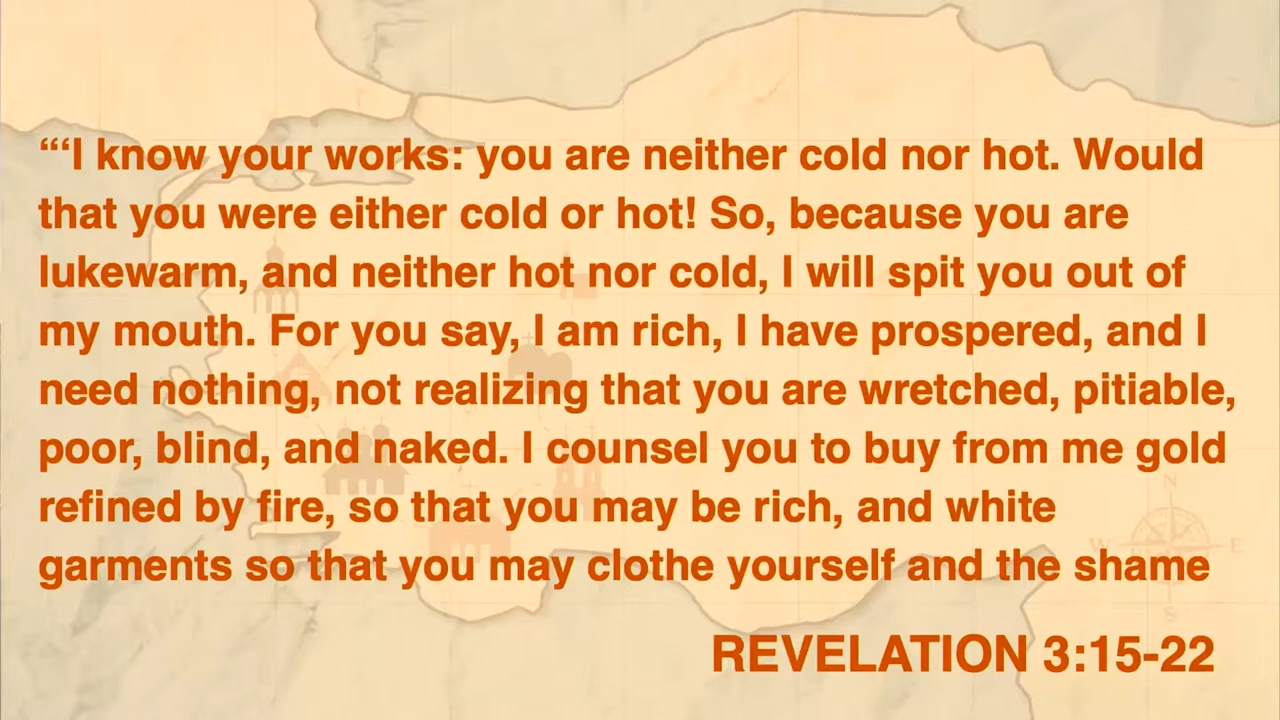 “‘I know your works: you are neither cold nor hot. Would
that you were either cold or hot! So, because you are
lukewarm, and neither hot nor cold, I will spit you out of
my mouth. For you say, I am rich, I have prospered, and I
need nothing, not realizing that you are wretched, pitiable,
poor, blind, and naked. I counsel you to buy from me gold
refined by fire, so that you may be rich, and white
garments so that you may clothe yourself and the shame
N
W E
S
REVELATION 3:15-22